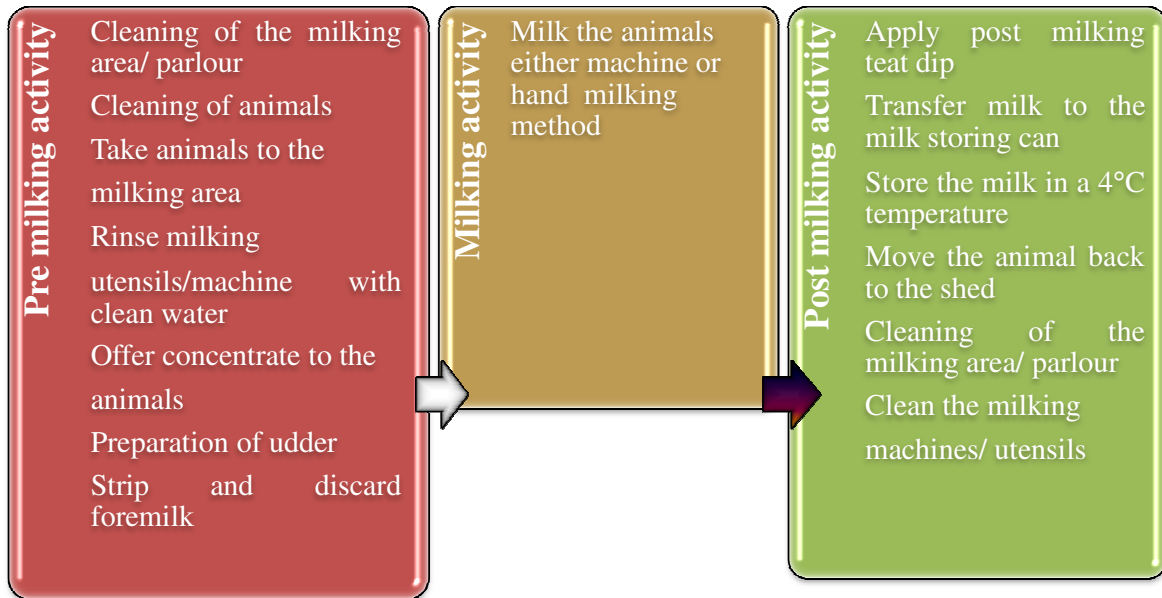 Pre milking activity
Cleaning of the milking
area/ parlour
Cleaning of animals
Take animals to the
milking area
Rinse milking
utensils/machine with
clean water
Offer concentrate to the
animals
Preparation of udder
Strip and discard
foremilk
Milking activity
Milk the animals
either machine or
hand milking
method
Post milking activity
Apply post milking
teat dip
Transfer milk to the
milk storing can
Store the milk in a 4°C
temperature
Move the animal back
to the shed
Cleaning of the
milking area/ parlour
Clean the milking
machines/ utensils